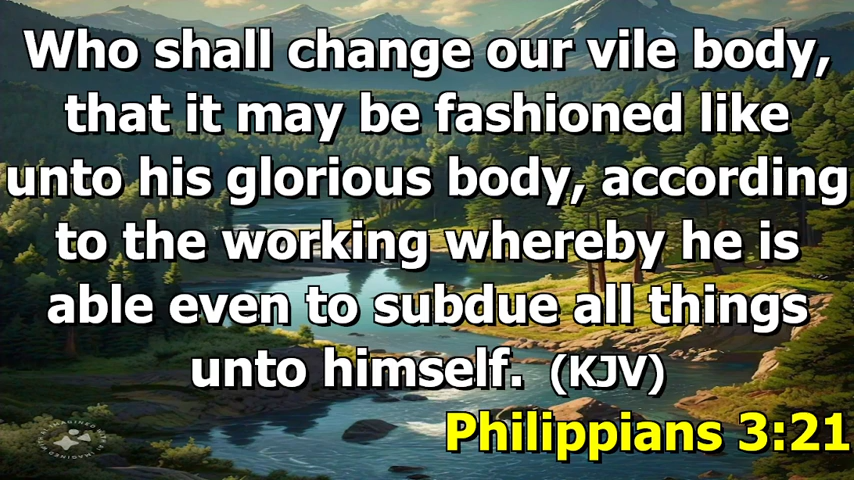 Who shall change our vile body,
that it may be fashioned like
unto his glorious body, according
to the working whereby he is
able even to subdue all things
unto himself. (KJV)
Philippians 3:21